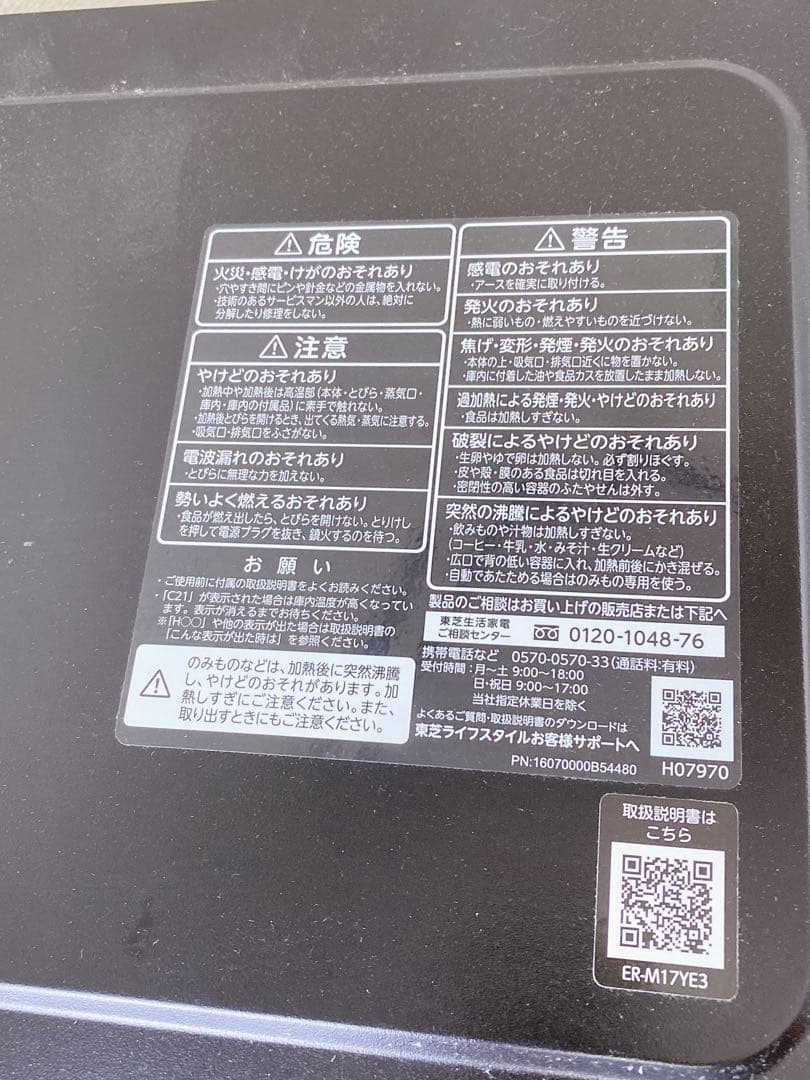 ⚠危険
火災・感電・けがのおそれあり
・穴やすき間にピンや針金などの金属物を入れない。
・技術のあるサービスマン以外の人は、絶対に
分解したり修理をしない。
⚠注意
やけどのおそれあり
・加熱中や加熱後は高温部(本体・とびら・蒸気口・
庫内・庫内の付属品)に素手で触れない。
・加熱後とびらを開けるとき、出てくる熱気・蒸気に注意する。
・吸気口・排気口をふさがない。
電波漏れのおそれあり
・とびらに無理な力を加えない。
勢いよく燃えるおそれあり
・食品が燃え出したら、とびらを開けない。とりけし
を押して電源プラグを抜き、鎮火するのを待つ。
お願い
・ご使用前に付属の取扱説明書をよくお読みください。
・「C21」が表示された場合は庫内温度が高くなってい
ます。表示が消えるまでお待ちください。
※「H○○」や他の表示が出た場合は取扱説明書の
「こんな表示が出た時は」を参照ください。
⚠のみものなどは、加熱後に突然沸騰
し、やけどのおそれがあります。加
熱しすぎにご注意ください。また、
取り出すときにもご注意ください。
⚠警告
感電のおそれあり
・アースを確実に取り付ける。
発火のおそれあり
・熱に弱いもの・燃えやすいものを近づけない。
焦げ・変形・発煙・発火のおそれあり
・本体の上・吸気口・排気口近くに物を置かない。
・庫内に付着した油や食品カスを放置したまま加熱しない。
過加熱による発煙・発火・やけどのおそれあり
・食品は加熱しすぎない。
破裂によるやけどのおそれあり
・生卵やゆで卵は加熱しない。必ず割りほぐす。
・皮や殻・膜のある食品は切れ目を入れる。
・密閉性の高い容器のふたやせんは外す。
突然の沸騰によるやけどのおそれあり
・飲みものや汁物は加熱しすぎない。
(コーヒー・牛乳・水・みそ汁・生クリームなど)
・広口で背の低い容器に入れ、加熱前後にかき混ぜる。
・自動であたためる場合はのみもの専用を使う。
製品のご相談はお買い上げの販売店または下記へ
東芝生活家電
ご相談センター 0120-1048-76
携帯電話など 0570-0570-33(通話料:有料)
受付時間:月〜土 9:00〜18:00
日・祝日 9:00〜17:00
当社指定休業日を除く
よくあるご質問・取扱説明書のダウンロードは
東芝ライフスタイルお客様サポートへ
PN:16070000B54480 H07970
取扱説明書は
こちら
ER-M17YE3